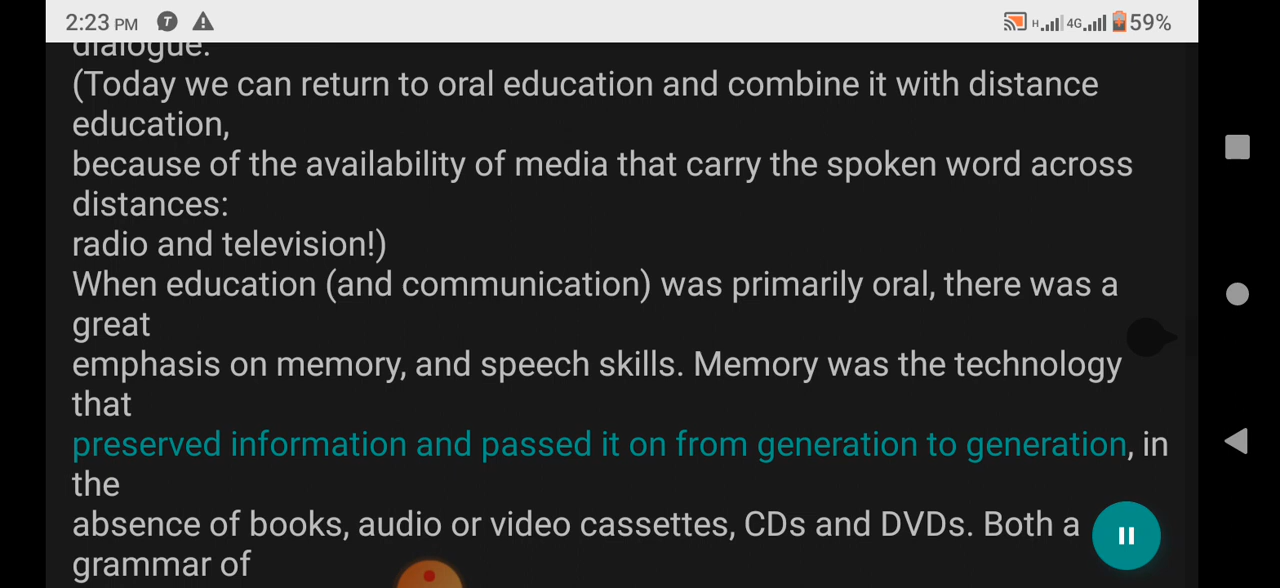 2:23 PM
H 4G 59%
dialogue.
(Today we can return to oral education and combine it with distance
education,
because of the availability of media that carry the spoken word across
distances:
radio and television!)
When education (and communication) was primarily oral, there was a
great
emphasis on memory, and speech skills. Memory was the technology
that
preserved information and passed it on from generation to generation, in
the
absence of books, audio or video cassettes, CDs and DVDs. Both a
grammar of